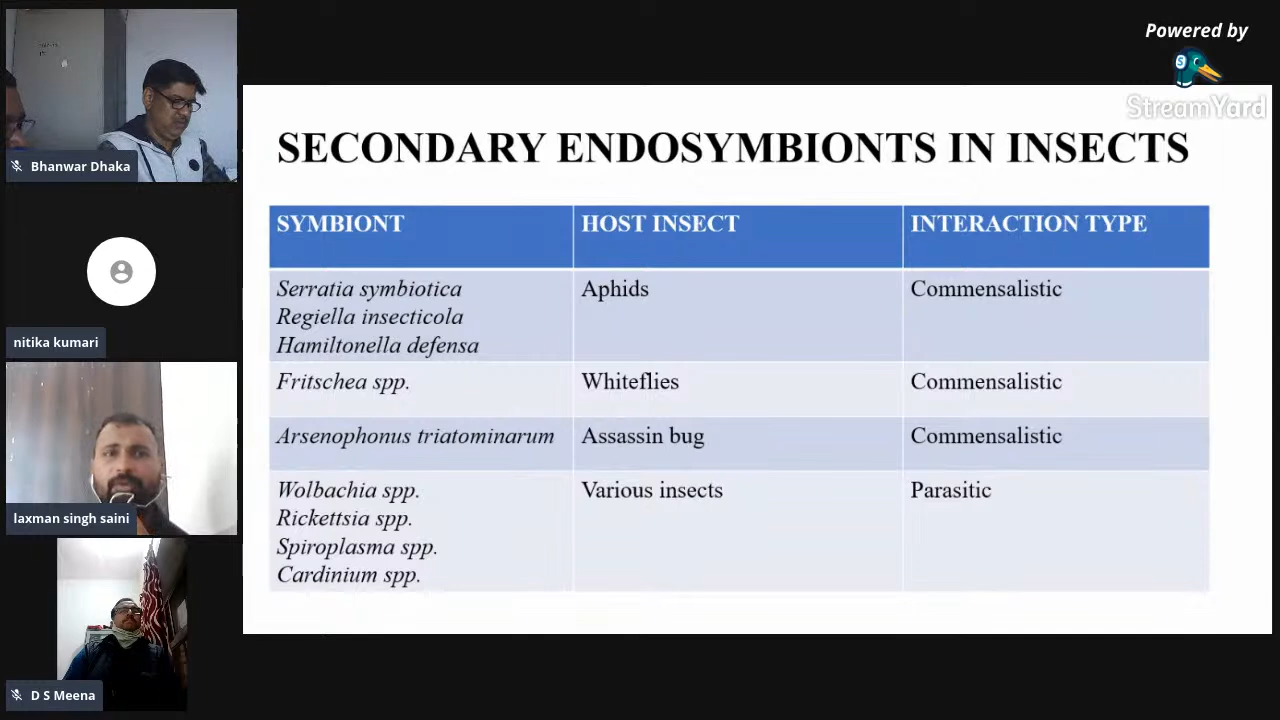 Powered by
StreamYard
Bhanwar Dhaka
nitika kumari
laxman singh saini
D S Meena
SECONDARY ENDOSYMBIONTS IN INSECTS
SYMBIONT HOST INSECT INTERACTION TYPE
Serratia symbiotica Aphids Commensalistic
Regiella insecticola
Hamiltonella defensa
Fritschea spp. Whiteflies Commensalistic
Arsenophonus triatominarum Assassin bug Commensalistic
Wolbachia spp. Various insects Parasitic
Rickettsia spp.
Spiroplasma spp.
Cardinium spp.